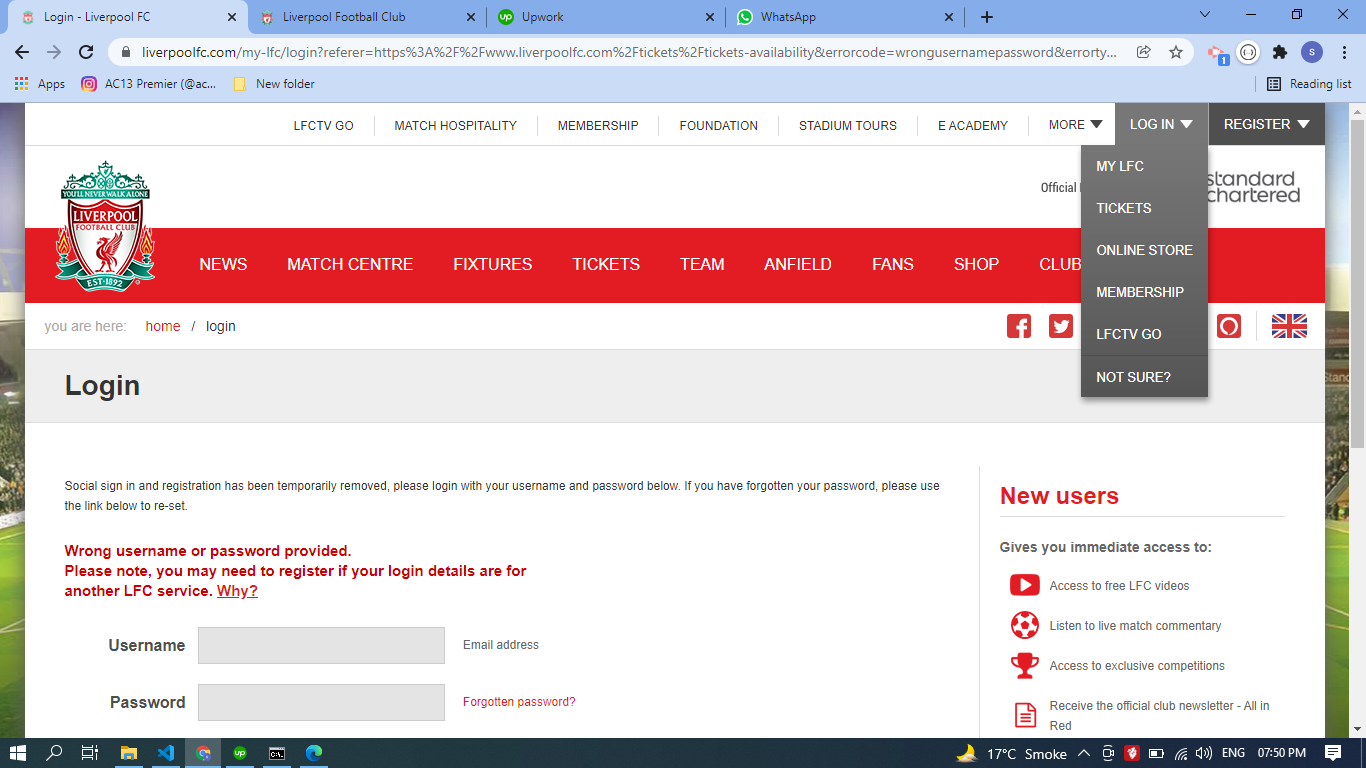 Login - Liverpool FC
Liverpool Football Club
Upwork
WhatsApp
liverpoolfc.com/my-lfc/login?referer=https%3A%2F%2Fwww.liverpoolfc.com%2Ftickets%2Ftickets-availability&errorcode=wrongusernamepassword&errorty...
1
S
Apps
AC13 Premier (@ac...
New folder
Reading list
LFCTV GO
MATCH HOSPITALITY
MEMBERSHIP
FOUNDATION
STADIUM TOURS
E ACADEMY
MORE
LOG IN
REGISTER
YOU'LL NEVER WALK ALONE
LIVERPOOL
FOOTBALL CLUB
EST·1892
Official
standard
chartered
MY LFC
TICKETS
ONLINE STORE
MEMBERSHIP
LFCTV GO
NOT SURE?
NEWS
MATCH CENTRE
FIXTURES
TICKETS
TEAM
ANFIELD
FANS
SHOP
CLUB
you are here: home / login
Login
Social sign in and registration has been temporarily removed, please login with your username and password below. If you have forgotten your password, please use
the link below to re-set.
Wrong username or password provided.
Please note, you may need to register if your login details are for
another LFC service. Why?
Username
Email address
Password
Forgotten password?
New users
Gives you immediate access to:
Access to free LFC videos
Listen to live match commentary
Access to exclusive competitions
Receive the official club newsletter - All in
Red
17°C Smoke
ENG
07:50 PM